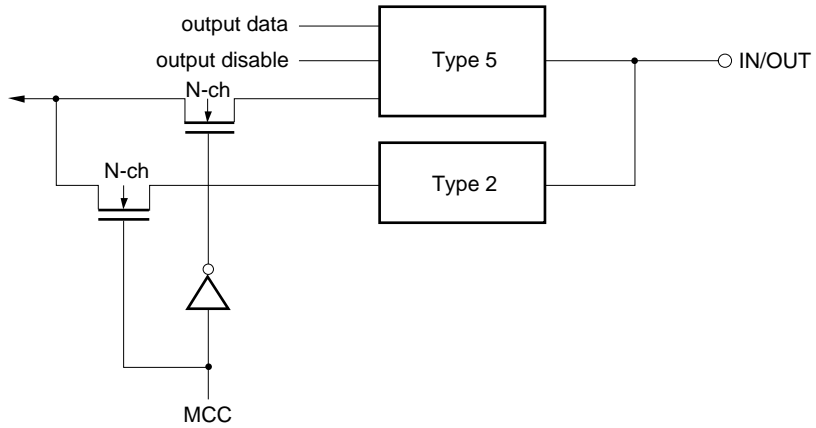 output data
output disable
Type 5
IN/OUT
N-ch
N-ch
Type 2
MCC